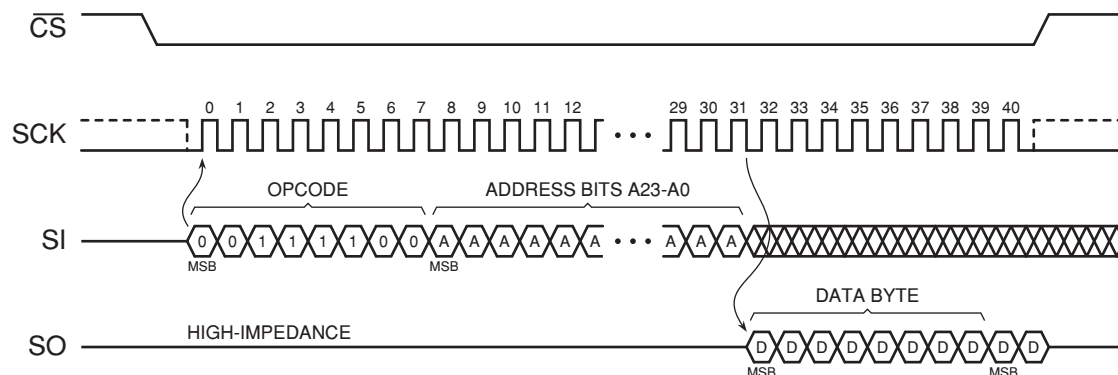 CS
0 1 2 3 4 5 6 7 8 9 10 11 12 29 30 31 32 33 34 35 36 37 38 39 40
SCK
OPCODE ADDRESS BITS A23-A0
SI 0 0 1 1 1 1 0 0 A A A A A A A A A
MSB MSB
DATA BYTE
HIGH-IMPEDANCE
SO D D D D D D D D D D
MSB MSB